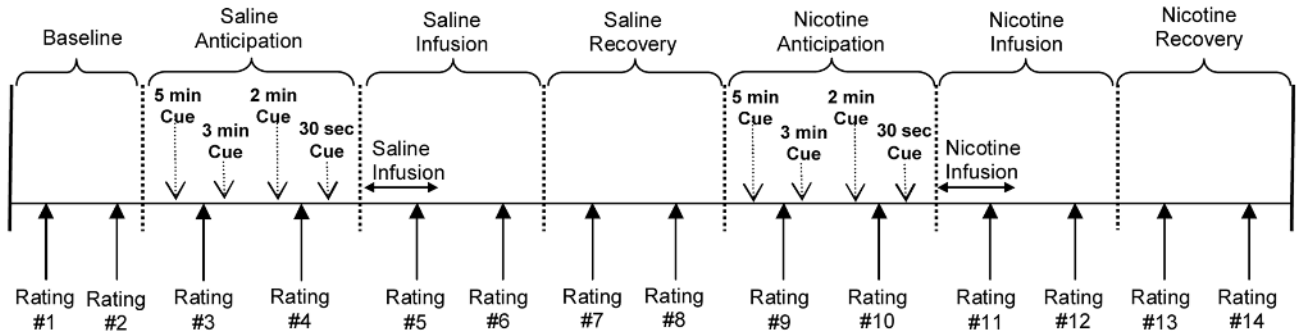 Baseline
Saline
Anticipation
Saline
Infusion
Saline
Recovery
Nicotine
Anticipation
Nicotine
Infusion
Nicotine
Recovery
5 min
Cue
3 min
Cue
2 min
Cue
30 sec
Cue
Saline
Infusion
5 min
Cue
3 min
Cue
2 min
Cue
30 sec
Cue
Nicotine
Infusion
Rating
#1
Rating
#2
Rating
#3
Rating
#4
Rating
#5
Rating
#6
Rating
#7
Rating
#8
Rating
#9
Rating
#10
Rating
#11
Rating
#12
Rating
#13
Rating
#14